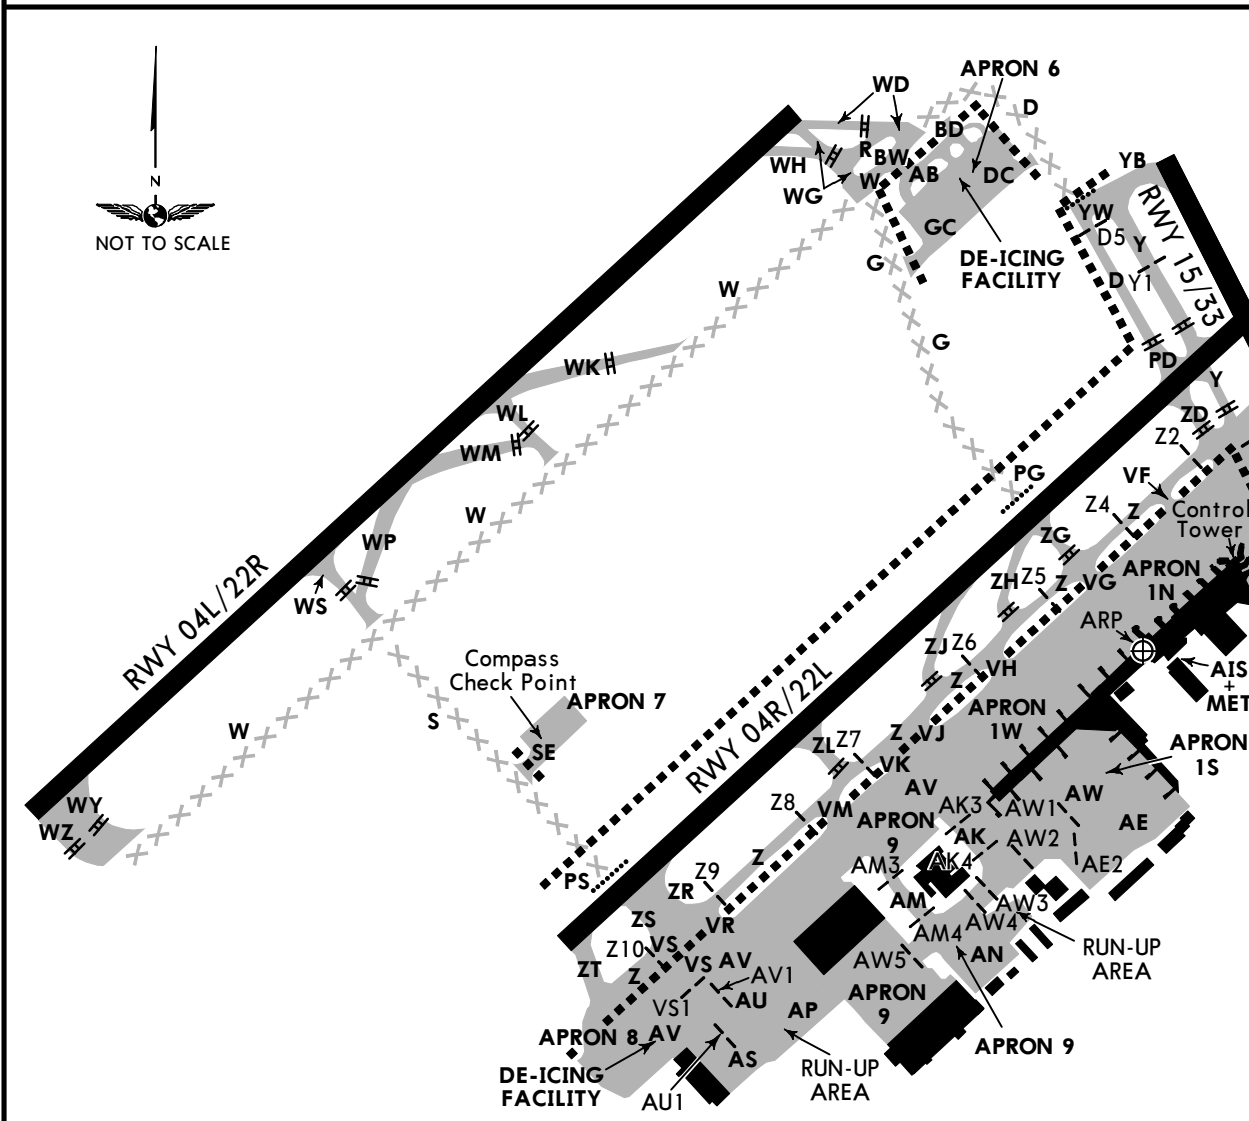 APRON 6
WD
D
BD
R
BW
WH
W
AB
DC
WG
GC
YB
RWY 15/33
YW
D5
Y
N
NOT TO SCALE
G
DE-ICING
FACILITY
D
Y1
W
G
PD
WK
Y
WL
ZD
WM
Z2
PG
VF
W
Z4
Z
Control
Tower
WP
ZG
APRON
1N
ZH
Z5
Z
VG
WS
RWY 04L/22R
ARP
Compass
Check Point
ZJ
Z6
VH
AIS
+
MET
Z
APRON 7
APRON
1W
S
W
Z
VJ
RWY 04R/22L
SE
ZL
Z7
VK
APRON
1S
AV
AW
WY
WZ
Z8
VM
AK3
AW1
AE
APRON
9
AK
AW2
Z
AM3
AK4
AE2
PS
ZR
Z9
AM
AW3
ZS
VR
AM4
AW4
Z10
VS
RUN-UP
AREA
ZT
Z
VS
AV
AW5
AN
AV1
VS1
AU
AP
APRON
9
APRON 8
AV
APRON 9
DE-ICING
FACILITY
AS
RUN-UP
AREA
AU1